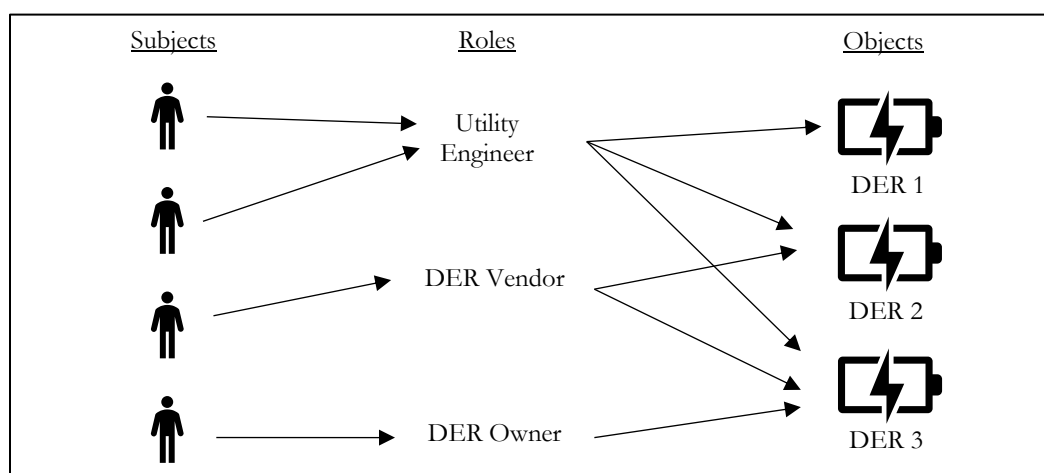 Subjects
Roles
Objects
Utility
Engineer
DER 1
DER Vendor
DER 2
DER Owner
DER 3